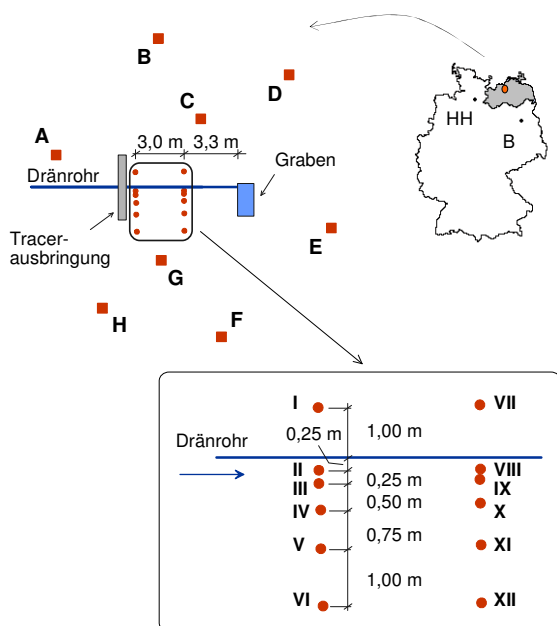 B
D
C
HH
B
3,0 m
3,3 m
A
Dränrohr
Graben
Tracer-
ausbringung
E
G
H
F
I
VII
0,25 m
1,00 m
Dränrohr
II
VIII
III
0,25 m
IX
IV
0,50 m
X
V
0,75 m
XI
1,00 m
VI
XII